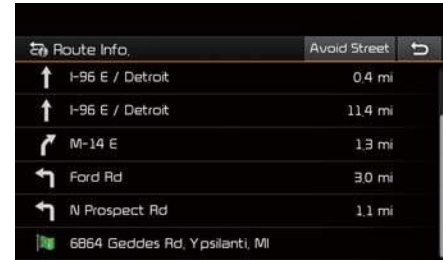 Route Info.
Avoid Street
I-96 E / Detroit 0.4 mi
I-96 E / Detroit 11.4 mi
M-14 E 1.3 mi
Ford Rd 3.0 mi
N Prospect Rd 1.1 mi
6864 Geddes Rd, Ypsilanti, MI